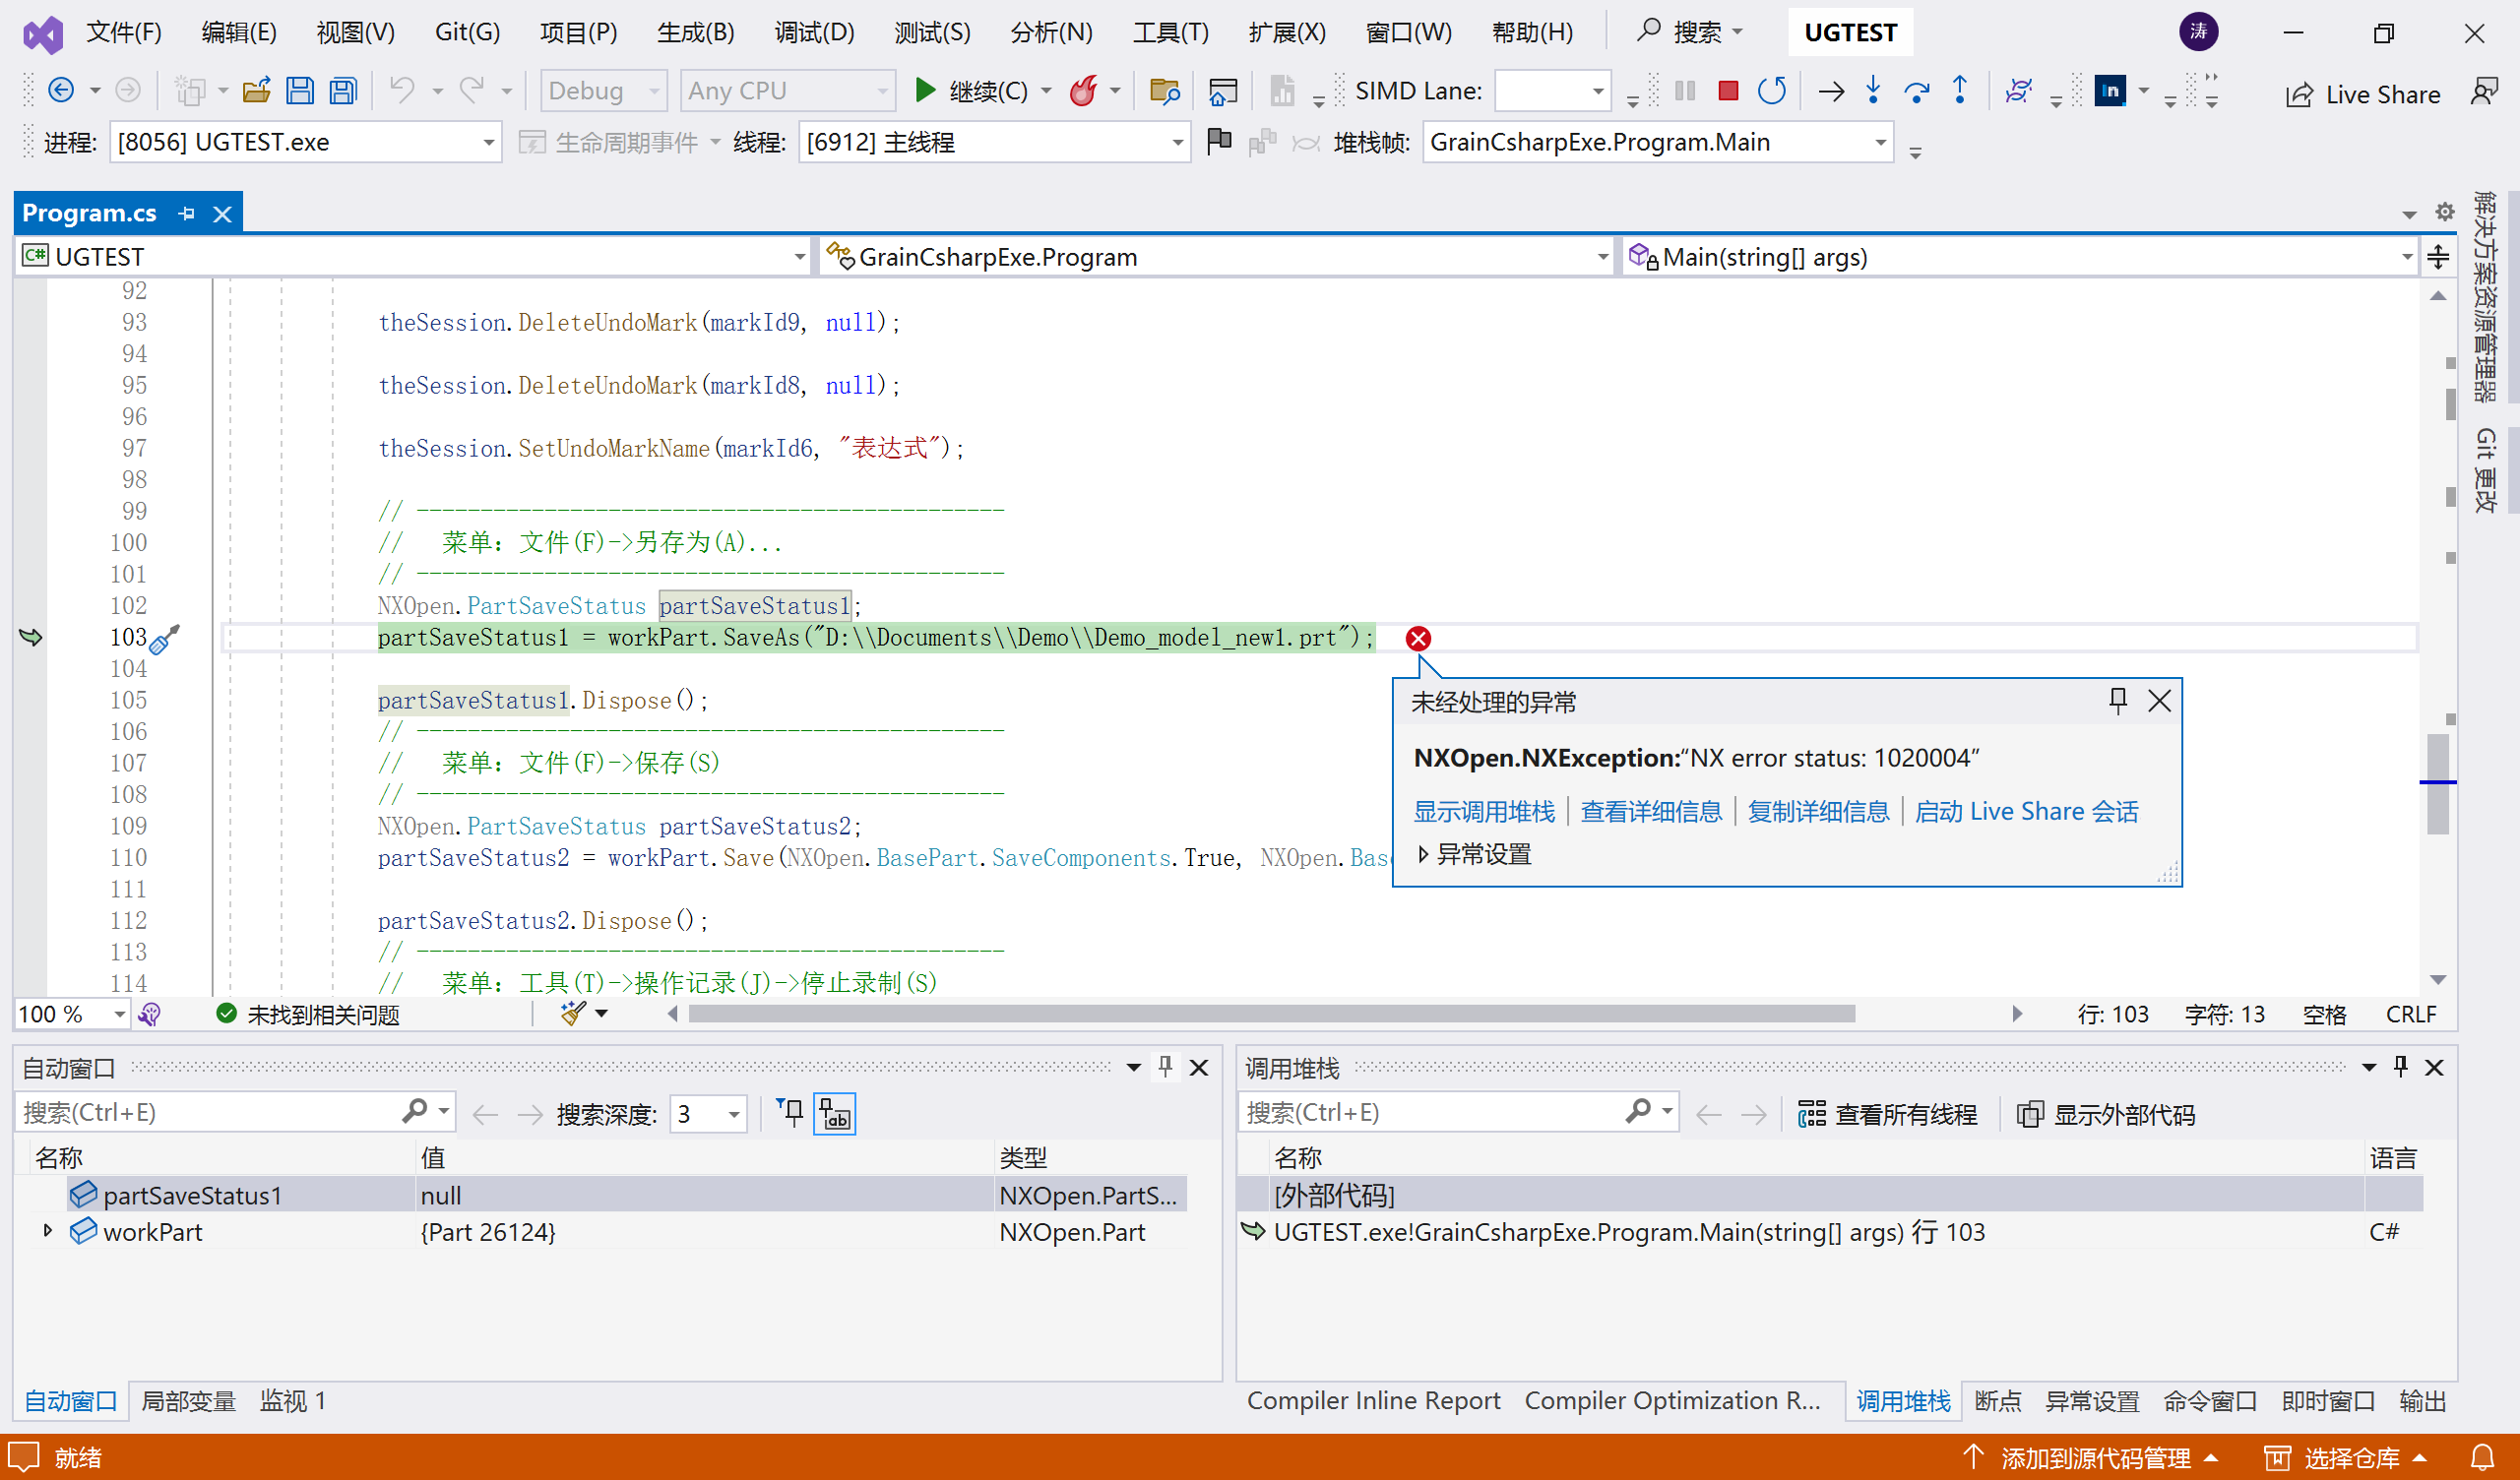 文件(F) 编辑(E) 视图(V) Git(G) 项目(P) 生成(B) 调试(D) 测试(S) 分析(N) 工具(T) 扩展(X) 窗口(W) 帮助(H) 搜索 UGTEST 涛
Debug Any CPU 继续(C) SIMD Lane: In Live Share
进程: [8056] UGTEST.exe 生命周期事件 线程: [6912] 主线程 堆栈帧: GrainCsharpExe.Program.Main
Program.cs
C# UGTEST GrainCsharpExe.Program Main(string[] args)
解决方案资源管理器
Git 更改
92
93 theSession.DeleteUndoMark(markId9, null);
94
95 theSession.DeleteUndoMark(markId8, null);
96
97 theSession.SetUndoMarkName(markId6, "表达式");
98
99 // ----------------------------------------------
100 //   菜单：文件(F)->另存为(A)...
101 // ----------------------------------------------
102 NXOpen.PartSaveStatus partSaveStatus1;
103 partSaveStatus1 = workPart.SaveAs("D:\\Documents\\Demo\\Demo_model_new1.prt");
104
105 partSaveStatus1.Dispose();
106 // ----------------------------------------------
107 //   菜单：文件(F)->保存(S)
108 // ----------------------------------------------
109 NXOpen.PartSaveStatus partSaveStatus2;
110 partSaveStatus2 = workPart.Save(NXOpen.BasePart.SaveComponents.True, NXOpen.Bas
111
112 partSaveStatus2.Dispose();
113 // ----------------------------------------------
114 //   菜单：工具(T)->操作记录(J)->停止录制(S)
未经处理的异常
NXOpen.NXException:“NX error status: 1020004”
显示调用堆栈 | 查看详细信息 | 复制详细信息 | 启动 Live Share 会话
异常设置
100 % 未找到相关问题 行: 103 字符: 13 空格 CRLF
自动窗口
搜索(Ctrl+E) 搜索深度: 3
名称 值 类型
partSaveStatus1 null NXOpen.PartS...
workPart {Part 26124} NXOpen.Part
自动窗口 局部变量 监视 1
调用堆栈
搜索(Ctrl+E) 查看所有线程 显示外部代码
名称 语言
[外部代码]
UGTEST.exe!GrainCsharpExe.Program.Main(string[] args) 行 103 C#
Compiler Inline Report Compiler Optimization R... 调用堆栈 断点 异常设置 命令窗口 即时窗口 输出
就绪 添加到源代码管理 选择仓库